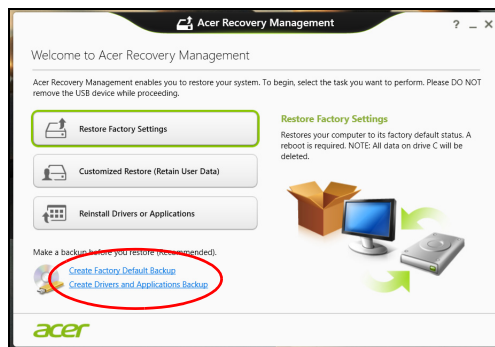 Acer Recovery Management
? _ X
Welcome to Acer Recovery Management
Acer Recovery Management enables you to restore your system. To begin, select the task you want to perform. Please DO NOT
remove the USB device while proceeding.
Restore Factory Settings
Customized Restore (Retain User Data)
Reinstall Drivers or Applications
Restore Factory Settings
Restores your computer to its factory default status. A
reboot is required. NOTE: All data on drive C will be
deleted.
Make a backup before you restore (Recommended).
Create Factory Default Backup
Create Drivers and Applications Backup
acer